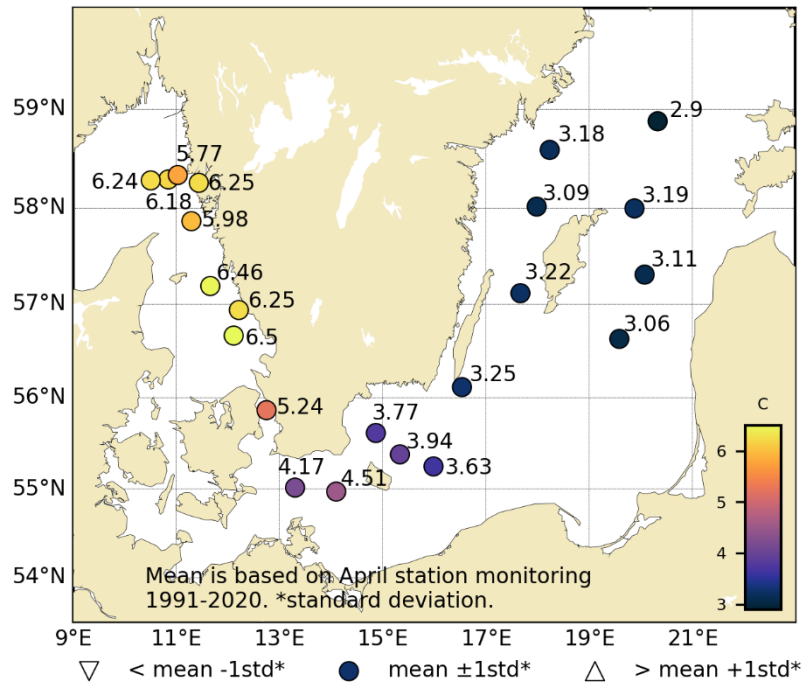 59°N
2.9
3.18
5.77
6.24
6.25
6.18
58°N
3.09
3.19
5.98
6.46
3.11
57°N
6.25
3.22
6.5
3.06
56°N
3.25
5.24
3.77
C
3.94
6
4.17
4.51
3.63
55°N
5
4
54°N
Mean is based on April station monitoring
1991-2020. *standard deviation.
3
9°E 11°E 13°E 15°E 17°E 19°E 21°E
< mean -1std* mean ±1std* > mean +1std*